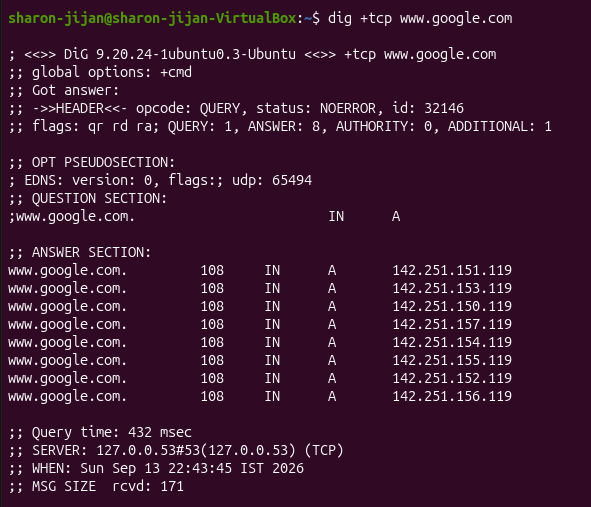 sharon-jijan@sharon-jijan-VirtualBox:~$ dig +tcp www.google.com

; <<>> DiG 9.20.24-1ubuntu0.3-Ubuntu <<>> +tcp www.google.com
;; global options: +cmd
;; Got answer:
;; ->>HEADER<<- opcode: QUERY, status: NOERROR, id: 32146
;; flags: qr rd ra; QUERY: 1, ANSWER: 8, AUTHORITY: 0, ADDITIONAL: 1

;; OPT PSEUDOSECTION:
; EDNS: version: 0, flags:; udp: 65494
;; QUESTION SECTION:
;www.google.com.			IN	A

;; ANSWER SECTION:
www.google.com.		108	IN	A	142.251.151.119
www.google.com.		108	IN	A	142.251.153.119
www.google.com.		108	IN	A	142.251.150.119
www.google.com.		108	IN	A	142.251.157.119
www.google.com.		108	IN	A	142.251.154.119
www.google.com.		108	IN	A	142.251.155.119
www.google.com.		108	IN	A	142.251.152.119
www.google.com.		108	IN	A	142.251.156.119

;; Query time: 432 msec
;; SERVER: 127.0.0.53#53(127.0.0.53) (TCP)
;; WHEN: Sun Sep 13 22:43:45 IST 2026
;; MSG SIZE  rcvd: 171